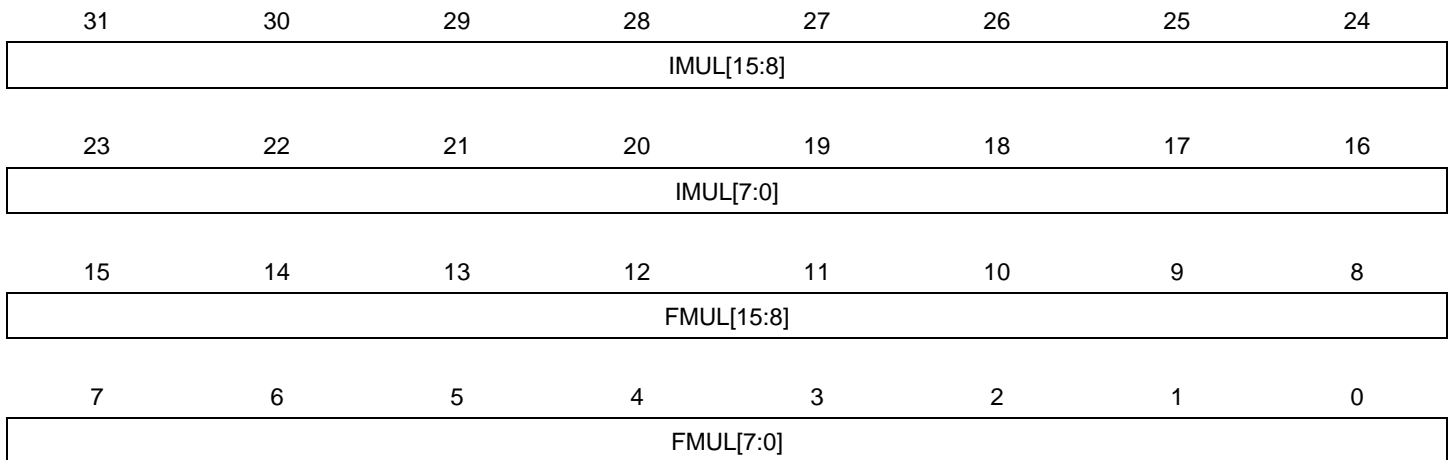 31 30 29 28 27 26 25 24
IMUL[15:8]
23 22 21 20 19 18 17 16
IMUL[7:0]
15 14 13 12 11 10 9 8
FMUL[15:8]
7 6 5 4 3 2 1 0
FMUL[7:0]